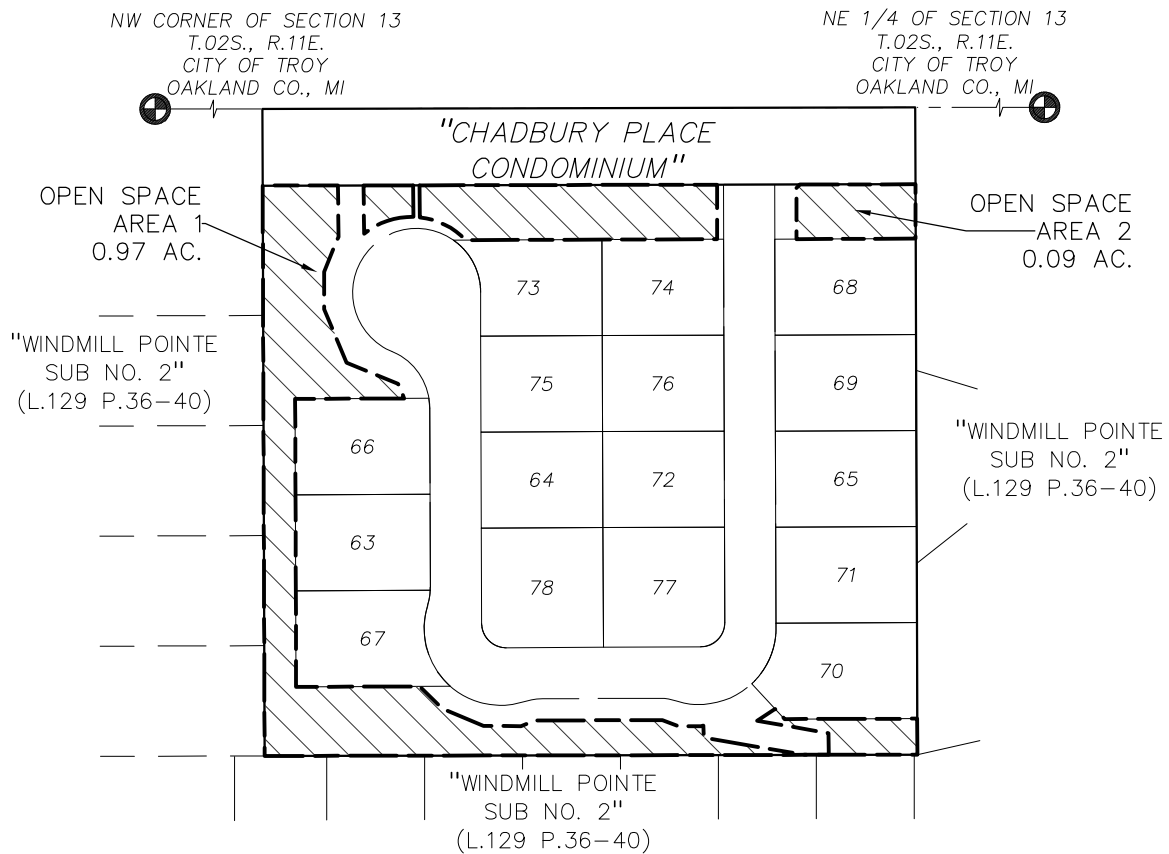 NW CORNER OF SECTION 13
T.02S., R.11E.
CITY OF TROY
OAKLAND CO., MI
NE 1/4 OF SECTION 13
T.02S., R.11E.
CITY OF TROY
OAKLAND CO., MI
"CHADBURY PLACE
CONDOMINIUM"
OPEN SPACE
AREA 1
0.97 AC.
OPEN SPACE
AREA 2
0.09 AC.
73
74
68
"WINDMILL POINTE
SUB NO. 2"
(L.129 P.36-40)
75
76
69
66
64
72
65
"WINDMILL POINTE
SUB NO. 2"
(L.129 P.36-40)
63
78
77
71
67
70
"WINDMILL POINTE
SUB NO. 2"
(L.129 P.36-40)